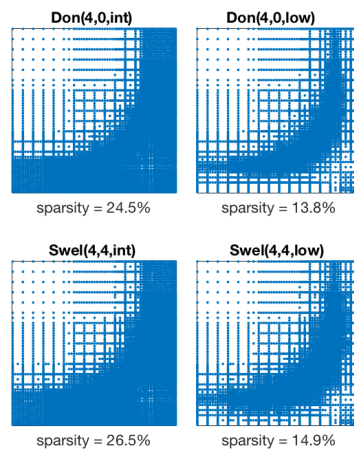 Don(4,0,int)
Don(4,0,low)
sparsity = 24.5%
sparsity = 13.8%
Swel(4,4,int)
Swel(4,4,low)
sparsity = 26.5%
sparsity = 14.9%